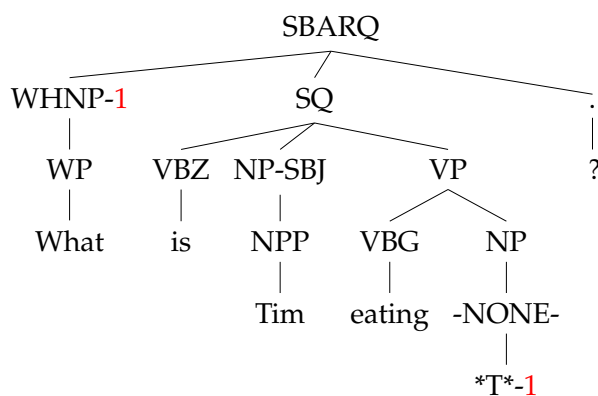 SBARQ
WHNP-1 SQ .
WP VBZ NP-SBJ VP ?
What is NPP VBG NP
Tim eating -NONE-
*T*-1